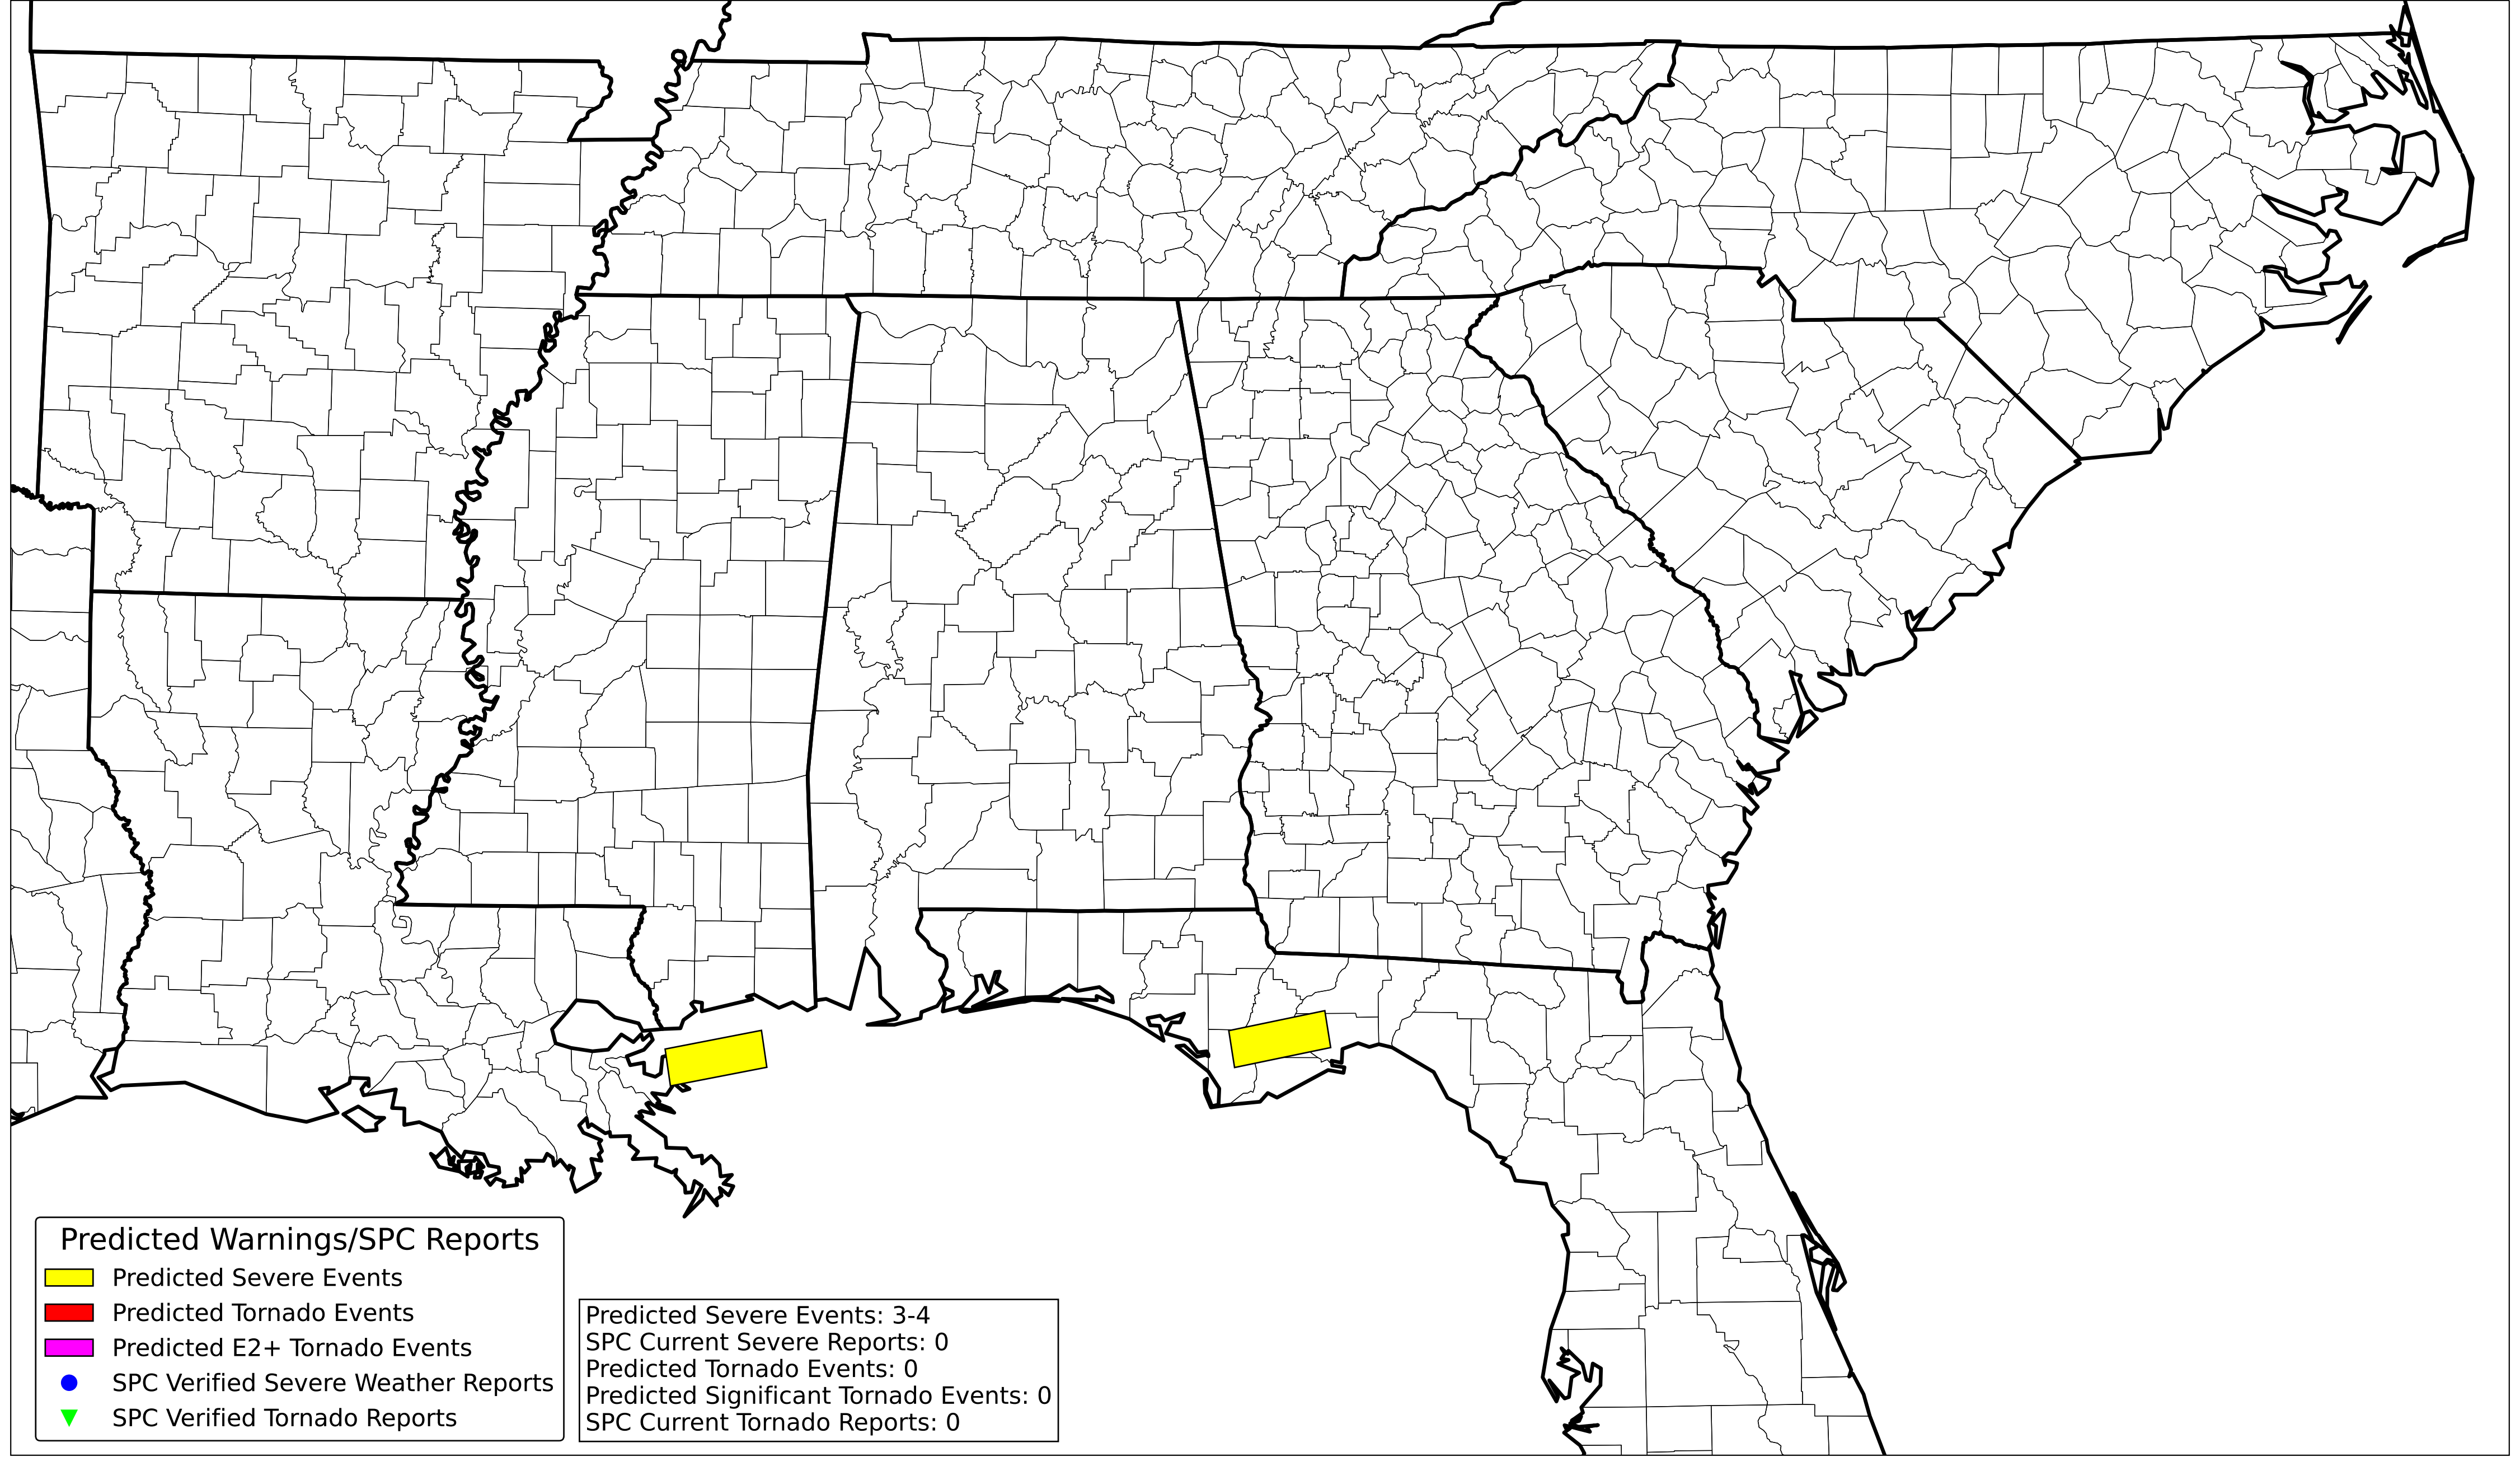 Predicted Warnings/SPC Reports
Predicted Severe Events
Predicted Tornado Events
Predicted E2+ Tornado Events
SPC Verified Severe Weather Reports
SPC Verified Tornado Reports
Predicted Severe Events: 3-4
SPC Current Severe Reports: 0
Predicted Tornado Events: 0
Predicted Significant Tornado Events: 0
SPC Current Tornado Reports: 0